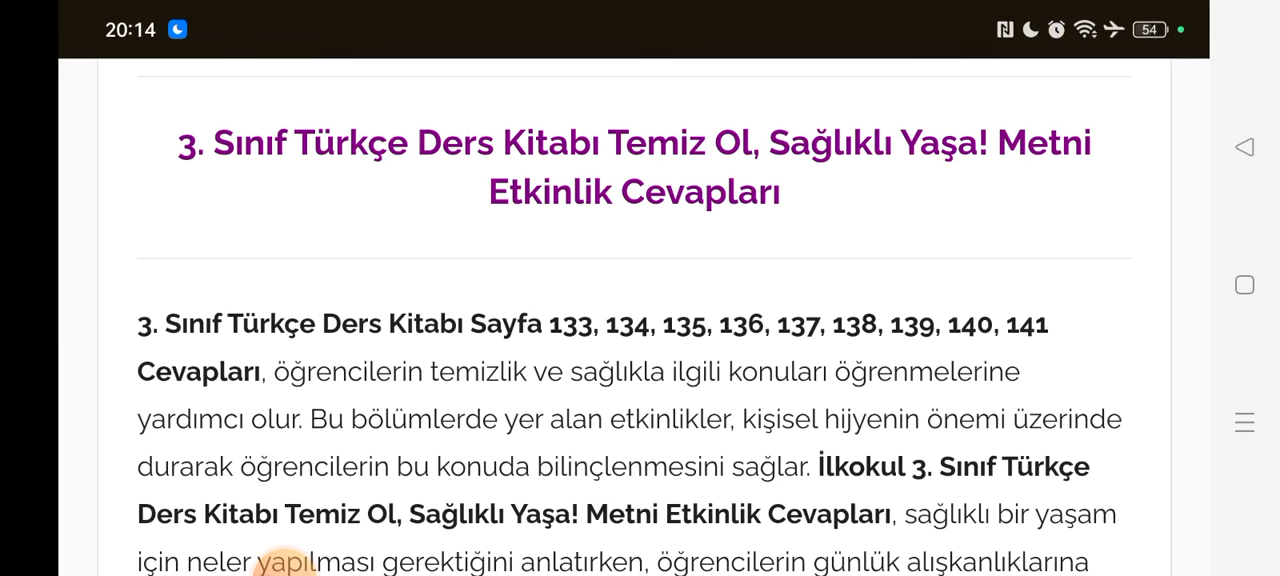 20:14
54
3. Sınıf Türkçe Ders Kitabı Temiz Ol, Sağlıklı Yaşa! Metni
Etkinlik Cevapları
3. Sınıf Türkçe Ders Kitabı Sayfa 133, 134, 135, 136, 137, 138, 139, 140, 141
Cevapları, öğrencilerin temizlik ve sağlıkla ilgili konuları öğrenmelerine
yardımcı olur. Bu bölümlerde yer alan etkinlikler, kişisel hijyenin önemi üzerinde
durarak öğrencilerin bu konuda bilinçlenmesini sağlar. İlkokul 3. Sınıf Türkçe
Ders Kitabı Temiz Ol, Sağlıklı Yaşa! Metni Etkinlik Cevapları, sağlıklı bir yaşam
için neler yapılması gerektiğini anlatırken, öğrencilerin günlük alışkanlıklarına